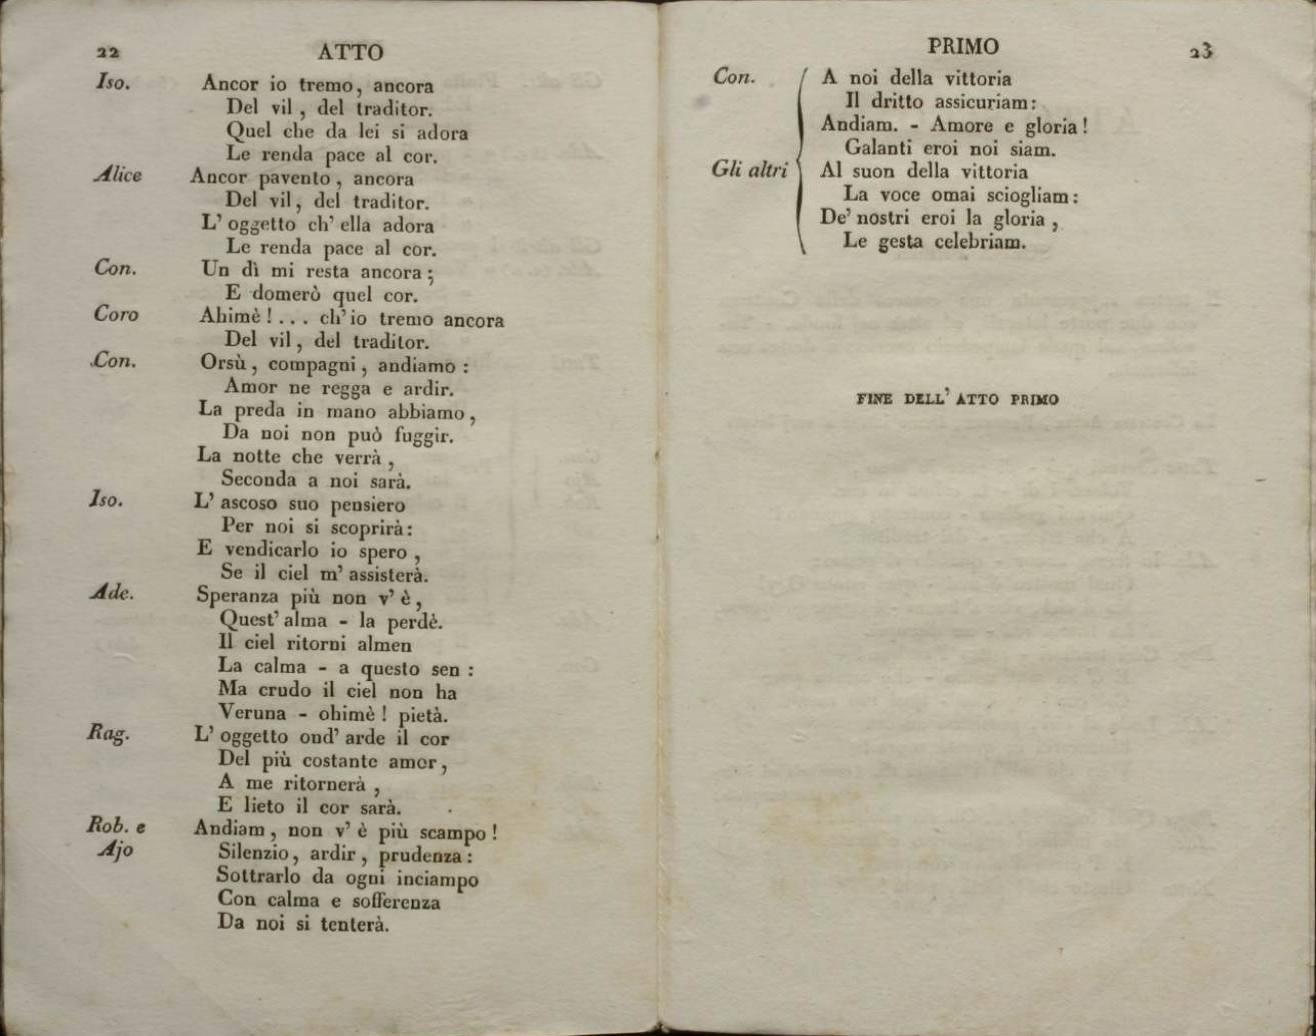 22 ATTO
Iso. Ancor io tremo, ancora
Del vil, del traditor.
Quel che da lei si adora
Le renda pace al cor.
Alice Ancor pavento, ancora
Del vil, del traditor.
L' oggetto ch' ella adora
Le renda pace al cor.
Con. Un dì mi resta ancora;
E domerò quel cor.
Coro Ahimè!... ch' io tremo ancora
Del vil, del traditor.
Con. Orsù, compagni, andiamo:
Amor ne regga e ardir.
La preda in mano abbiamo,
Da noi non può fuggir.
La notte che verrà,
Seconda a noi sarà.
Iso. L' ascoso suo pensiero
Per noi si scoprirà:
E vendicarlo io spero,
Se il ciel m' assisterà.
Ade. Speranza più non v' è,
Quest' alma - la perdè.
Il ciel ritorni almen
La calma - a questo sen:
Ma crudo il ciel non ha
Veruna - ohimè! pietà.
Rag. L' oggetto ond' arde il cor
Del più costante amor,
A me ritornerà,
E lieto il cor sarà.
Rob. e Andiam, non v' è più scampo!
Ajo Silenzio, ardir, prudenza:
Sottrarlo da ogni inciampo
Con calma e sofferenza
Da noi si tenterà.
PRIMO 23
Con. A noi della vittoria
Il dritto assicuriam:
Andiam. - Amore e gloria!
Galanti eroi noi siam.
Gli altri Al suon della vittoria
La voce omai sciogliam:
De' nostri eroi la gloria,
Le gesta celebriam.
FINE DELL' ATTO PRIMO